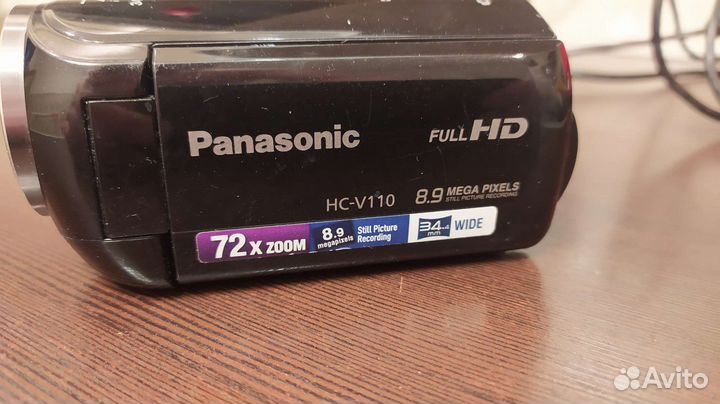 Panasonic
FULL HD
HC-V110
8.9 MEGA PIXELS
STILL PICTURE RECORDING
72 X ZOOM
8.9 megapixels
Still Picture Recording
34 mm
WIDE
Avito